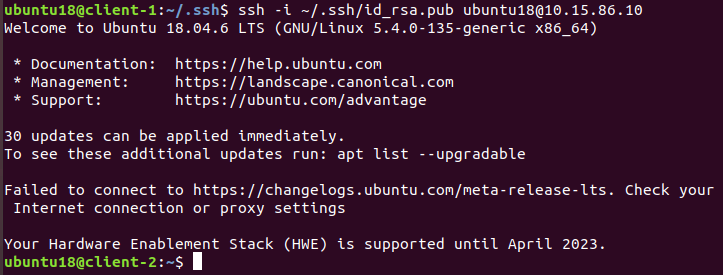 ubuntu18@client-1:~/.ssh$ ssh -i ~/.ssh/id_rsa.pub ubuntu18@10.15.86.10
Welcome to Ubuntu 18.04.6 LTS (GNU/Linux 5.4.0-135-generic x86_64)
* Documentation:  https://help.ubuntu.com
* Management:     https://landscape.canonical.com
* Support:        https://ubuntu.com/advantage
30 updates can be applied immediately.
To see these additional updates run: apt list --upgradable
Failed to connect to https://changelogs.ubuntu.com/meta-release-lts. Check your
Internet connection or proxy settings
Your Hardware Enablement Stack (HWE) is supported until April 2023.
ubuntu18@client-2:~$